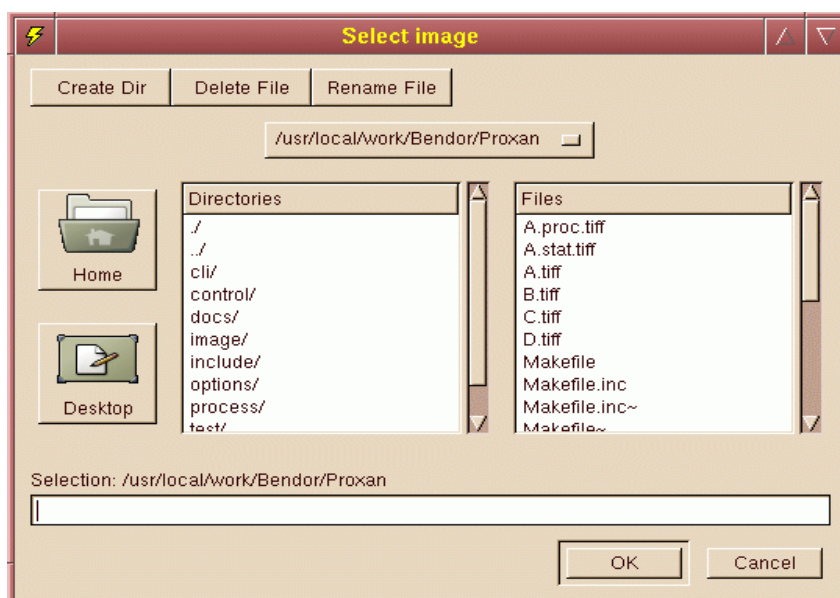 Select image
Create Dir
Delete File
Rename File
/usr/local/work/Bendor/Proxan
Home
Desktop
Directories
./
../
cli/
control/
docs/
image/
include/
options/
process/
test/
Files
A.proc.tiff
A.stat.tiff
A.tiff
B.tiff
C.tiff
D.tiff
Makefile
Makefile.inc
Makefile.inc~
Makefile~
Selection: /usr/local/work/Bendor/Proxan
OK
Cancel